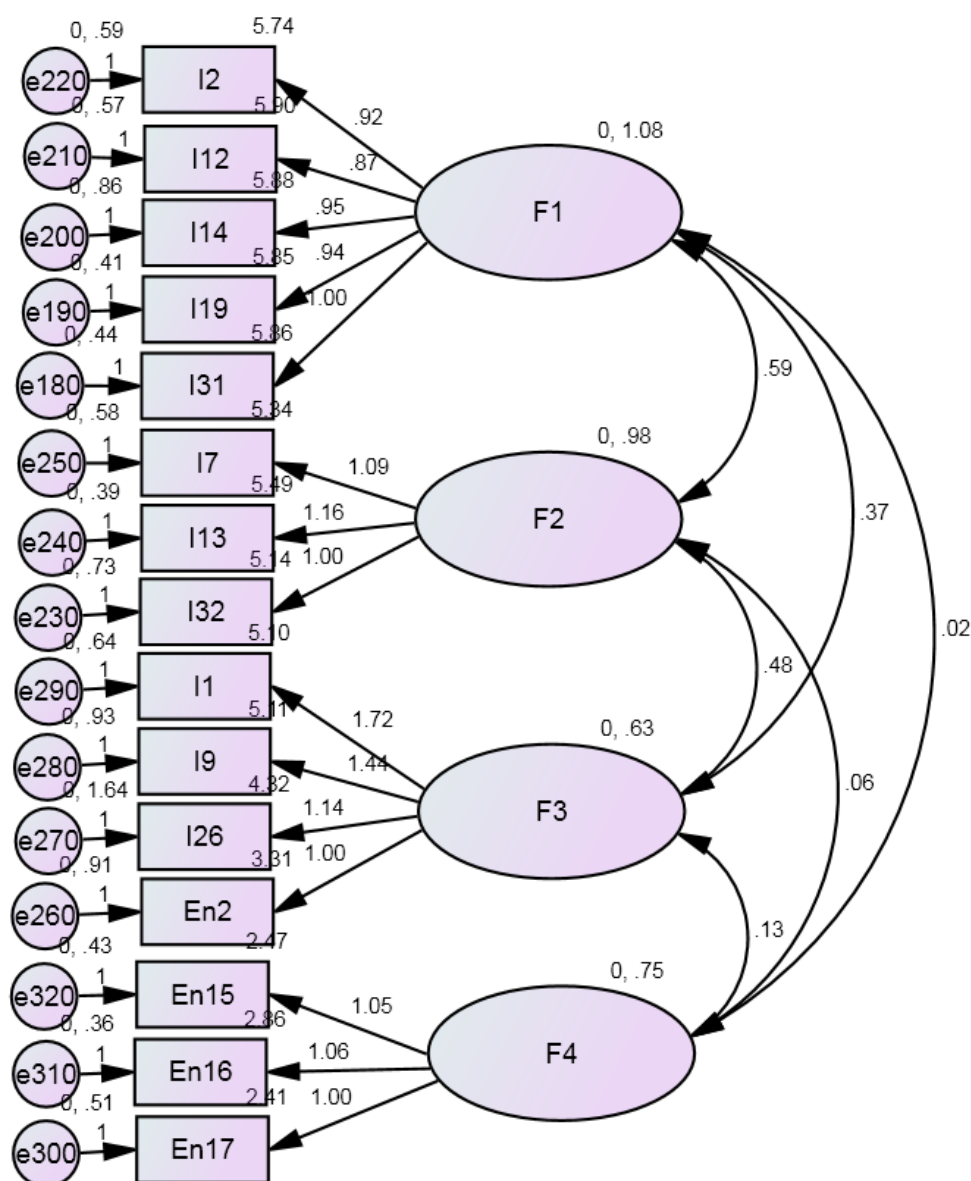 0, .59 5.74
1
e220 I2
0, .57 5.90
.92
0, 1.08
1
e210 I12
.87
0, .86 5.88
.95
F1
1
e200 I14
0, .41 5.85
.94
1
e190 I19
1.00
0, .44 5.86
.59
1
e180 I31
0, .58 5.34
0, .98
1
e250 I7
1.09
0, .39 5.49
.37
1
1.16
F2
e240 I13
0, .73 5.14
1.00
1
e230 I32
0, .64 5.10
.02
.48
1
e290 I1
0, .93 5.11
1.72
0, .63
1
e280 I9
1.44
0, 1.64 4.32
.06
1.14
F3
1
e270 I26
0, .91 3.31
1.00
1
e260 En2
.13
0, .43 2.47
0, .75
1
e320 En15
1.05
0, .36 2.86
1
1.06
F4
e310 En16
0, .51 2.41
1.00
1
e300 En17